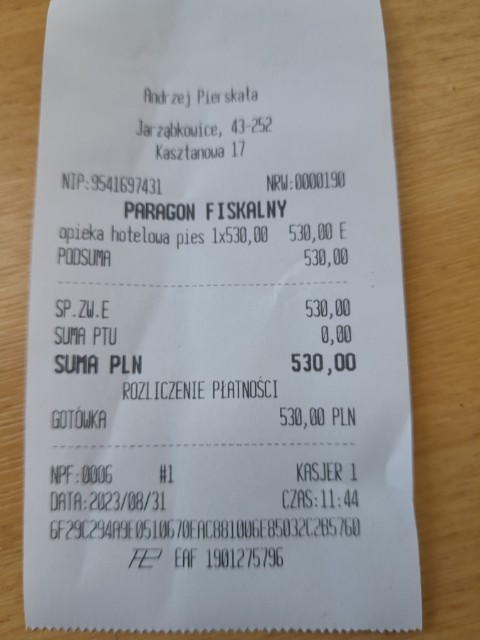 Andrzej Pierskała
Jarząbkowice, 43-252
Kasztanowa 17
NIP:9541697431 NRW:0000190
PARAGON FISKALNY
opieka hotelowa pies 1x530,00 530,00 E
PODSUMA 530,00
SP.ZW.E 530,00
SUMA PTU 0,00
SUMA PLN 530,00
ROZLICZENIE PŁATNOŚCI
GOTÓWKA 530,00 PLN
NPF:0006 #1 KASJER 1
DATA:2023/08/31 CZAS:11:44
6F29C294A9E0510670EAC881006E85032C2B5760
EAF 1901275796